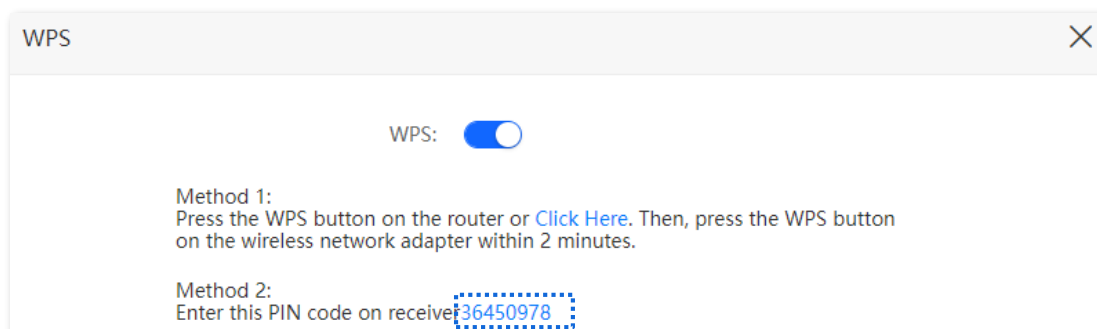 WPS
WPS:
Method 1:
Press the WPS button on the router or Click Here. Then, press the WPS button
on the wireless network adapter within 2 minutes.
Method 2:
Enter this PIN code on receiver 36450978